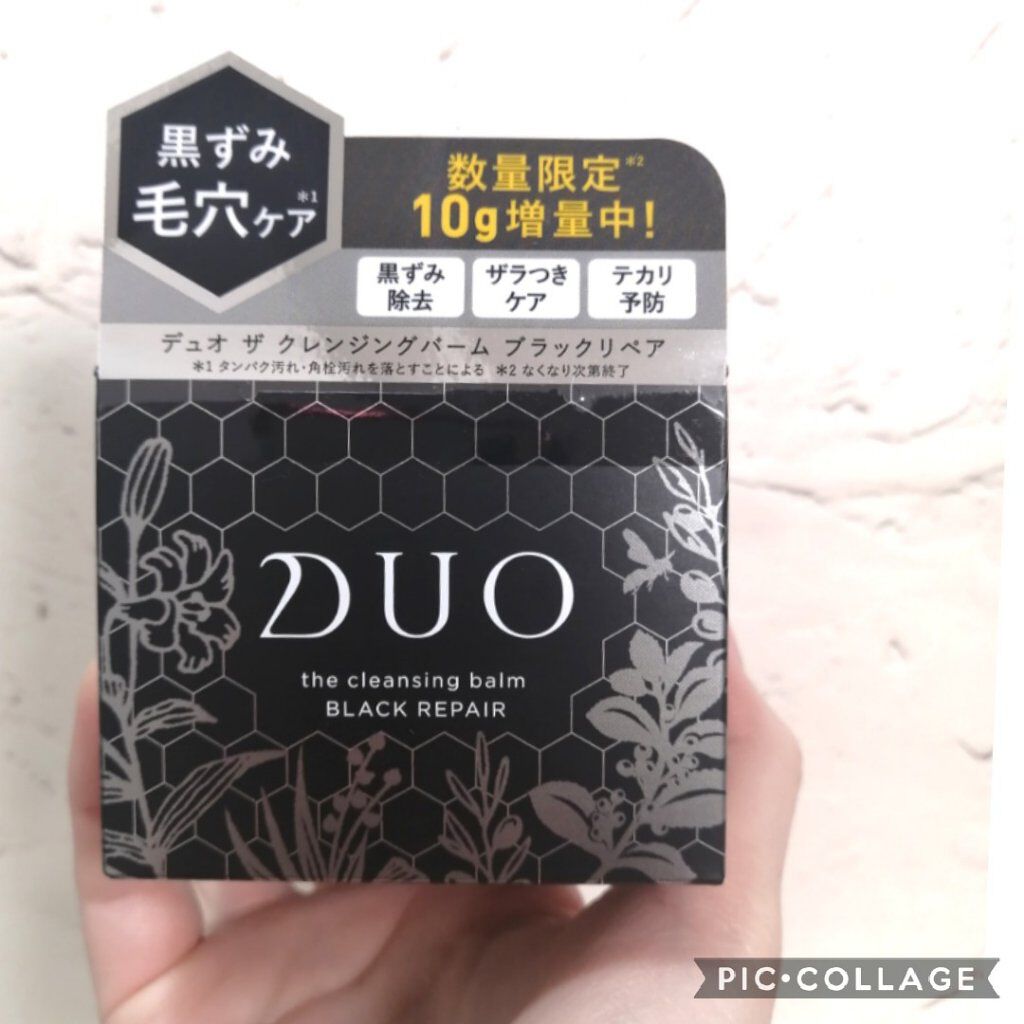 黒ずみ
毛穴ケア*1
数量限定*2
10g増量中!
黒ずみ
除去
ザラつき
ケア
テカリ
予防
デュオ ザ クレンジングバーム ブラックリペア
*1 タンパク汚れ・角栓汚れを落とすことによる *2 なくなり次第終了
DUO
the cleansing balm
BLACK REPAIR
PIC•COLLAGE